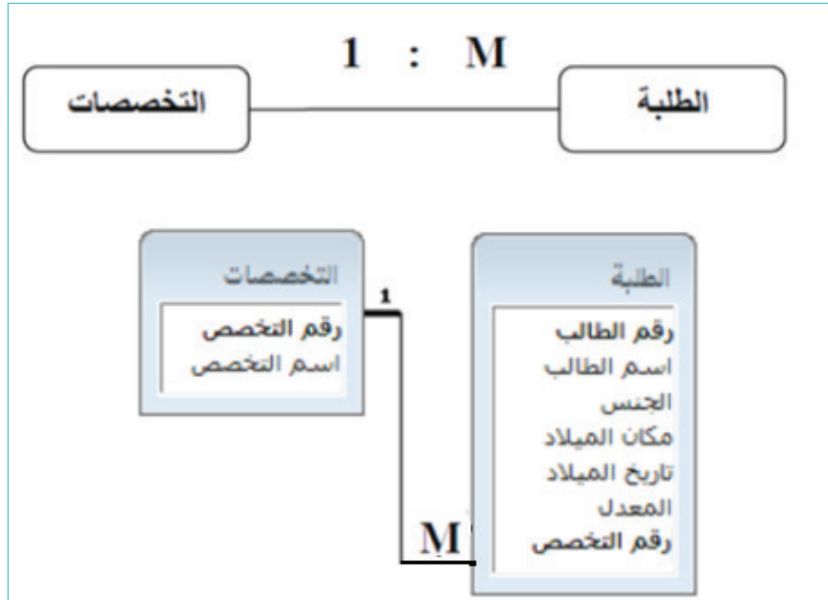 1 : M
الطلبة
التخصصات
الطلبة
رقم الطالب
اسم الطالب
الجنس
مكان الميلاد
تاريخ الميلاد
المعدل
رقم التخصص
التخصصات
رقم التخصص
اسم التخصص
1
M